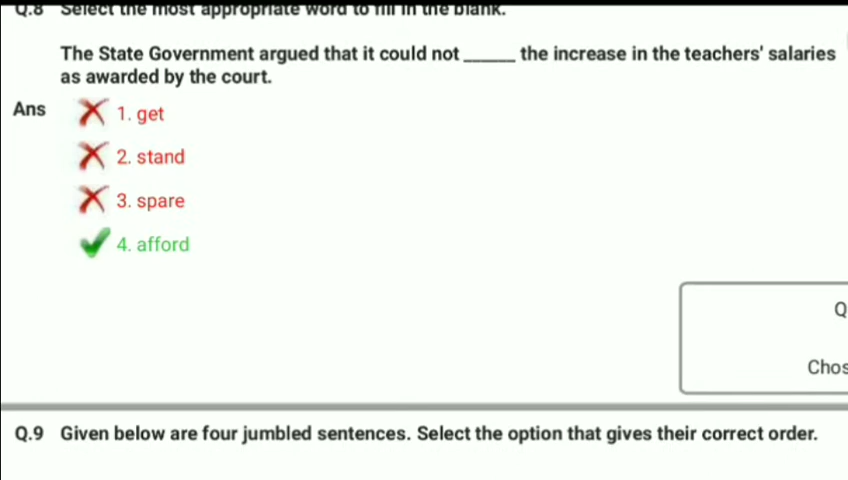 Q.8 Select the most appropriate word to fill in the blank.
The State Government argued that it could not ______ the increase in the teachers' salaries
as awarded by the court.
Ans
1. get
2. stand
3. spare
4. afford
Q
Chos
Q.9 Given below are four jumbled sentences. Select the option that gives their correct order.